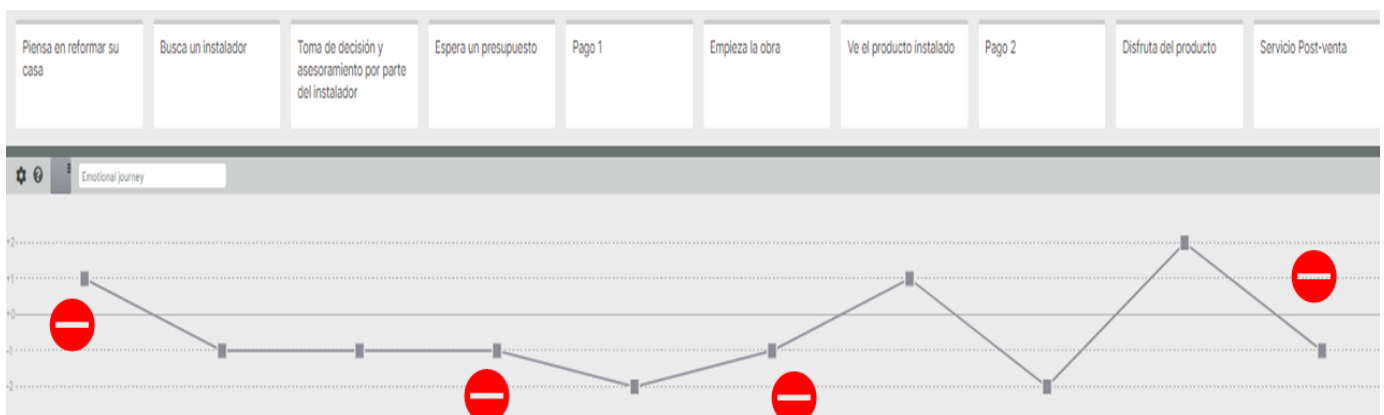 Piensa en reformar su
casa
Busca un instalador
Toma de decisión y
asesoramiento por parte
del instalador
Espera un presupuesto
Pago 1
Empieza la obra
Ve el producto instalado
Pago 2
Disfruta del producto
Servicio Post-venta
Emotional journey
+2
+1
+0
-1
-2